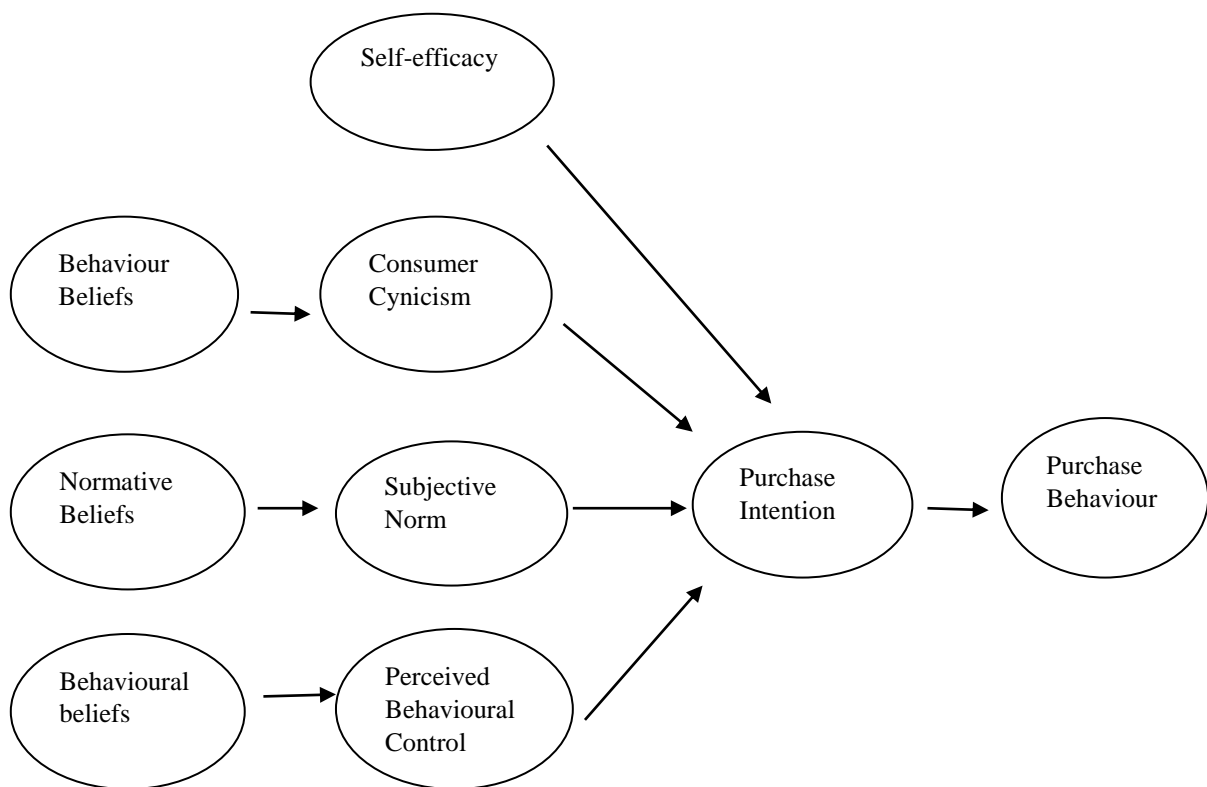 Self-efficacy
Behaviour
Beliefs
Consumer
Cynicism
Normative
Beliefs
Subjective
Norm
Purchase
Intention
Purchase
Behaviour
Behavioural
beliefs
Perceived
Behavioural
Control